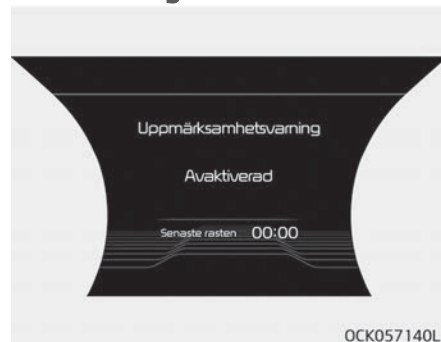 Uppmärksamhetsvarning
Avaktiverad
Senaste rasten 00:00
OCK057140L